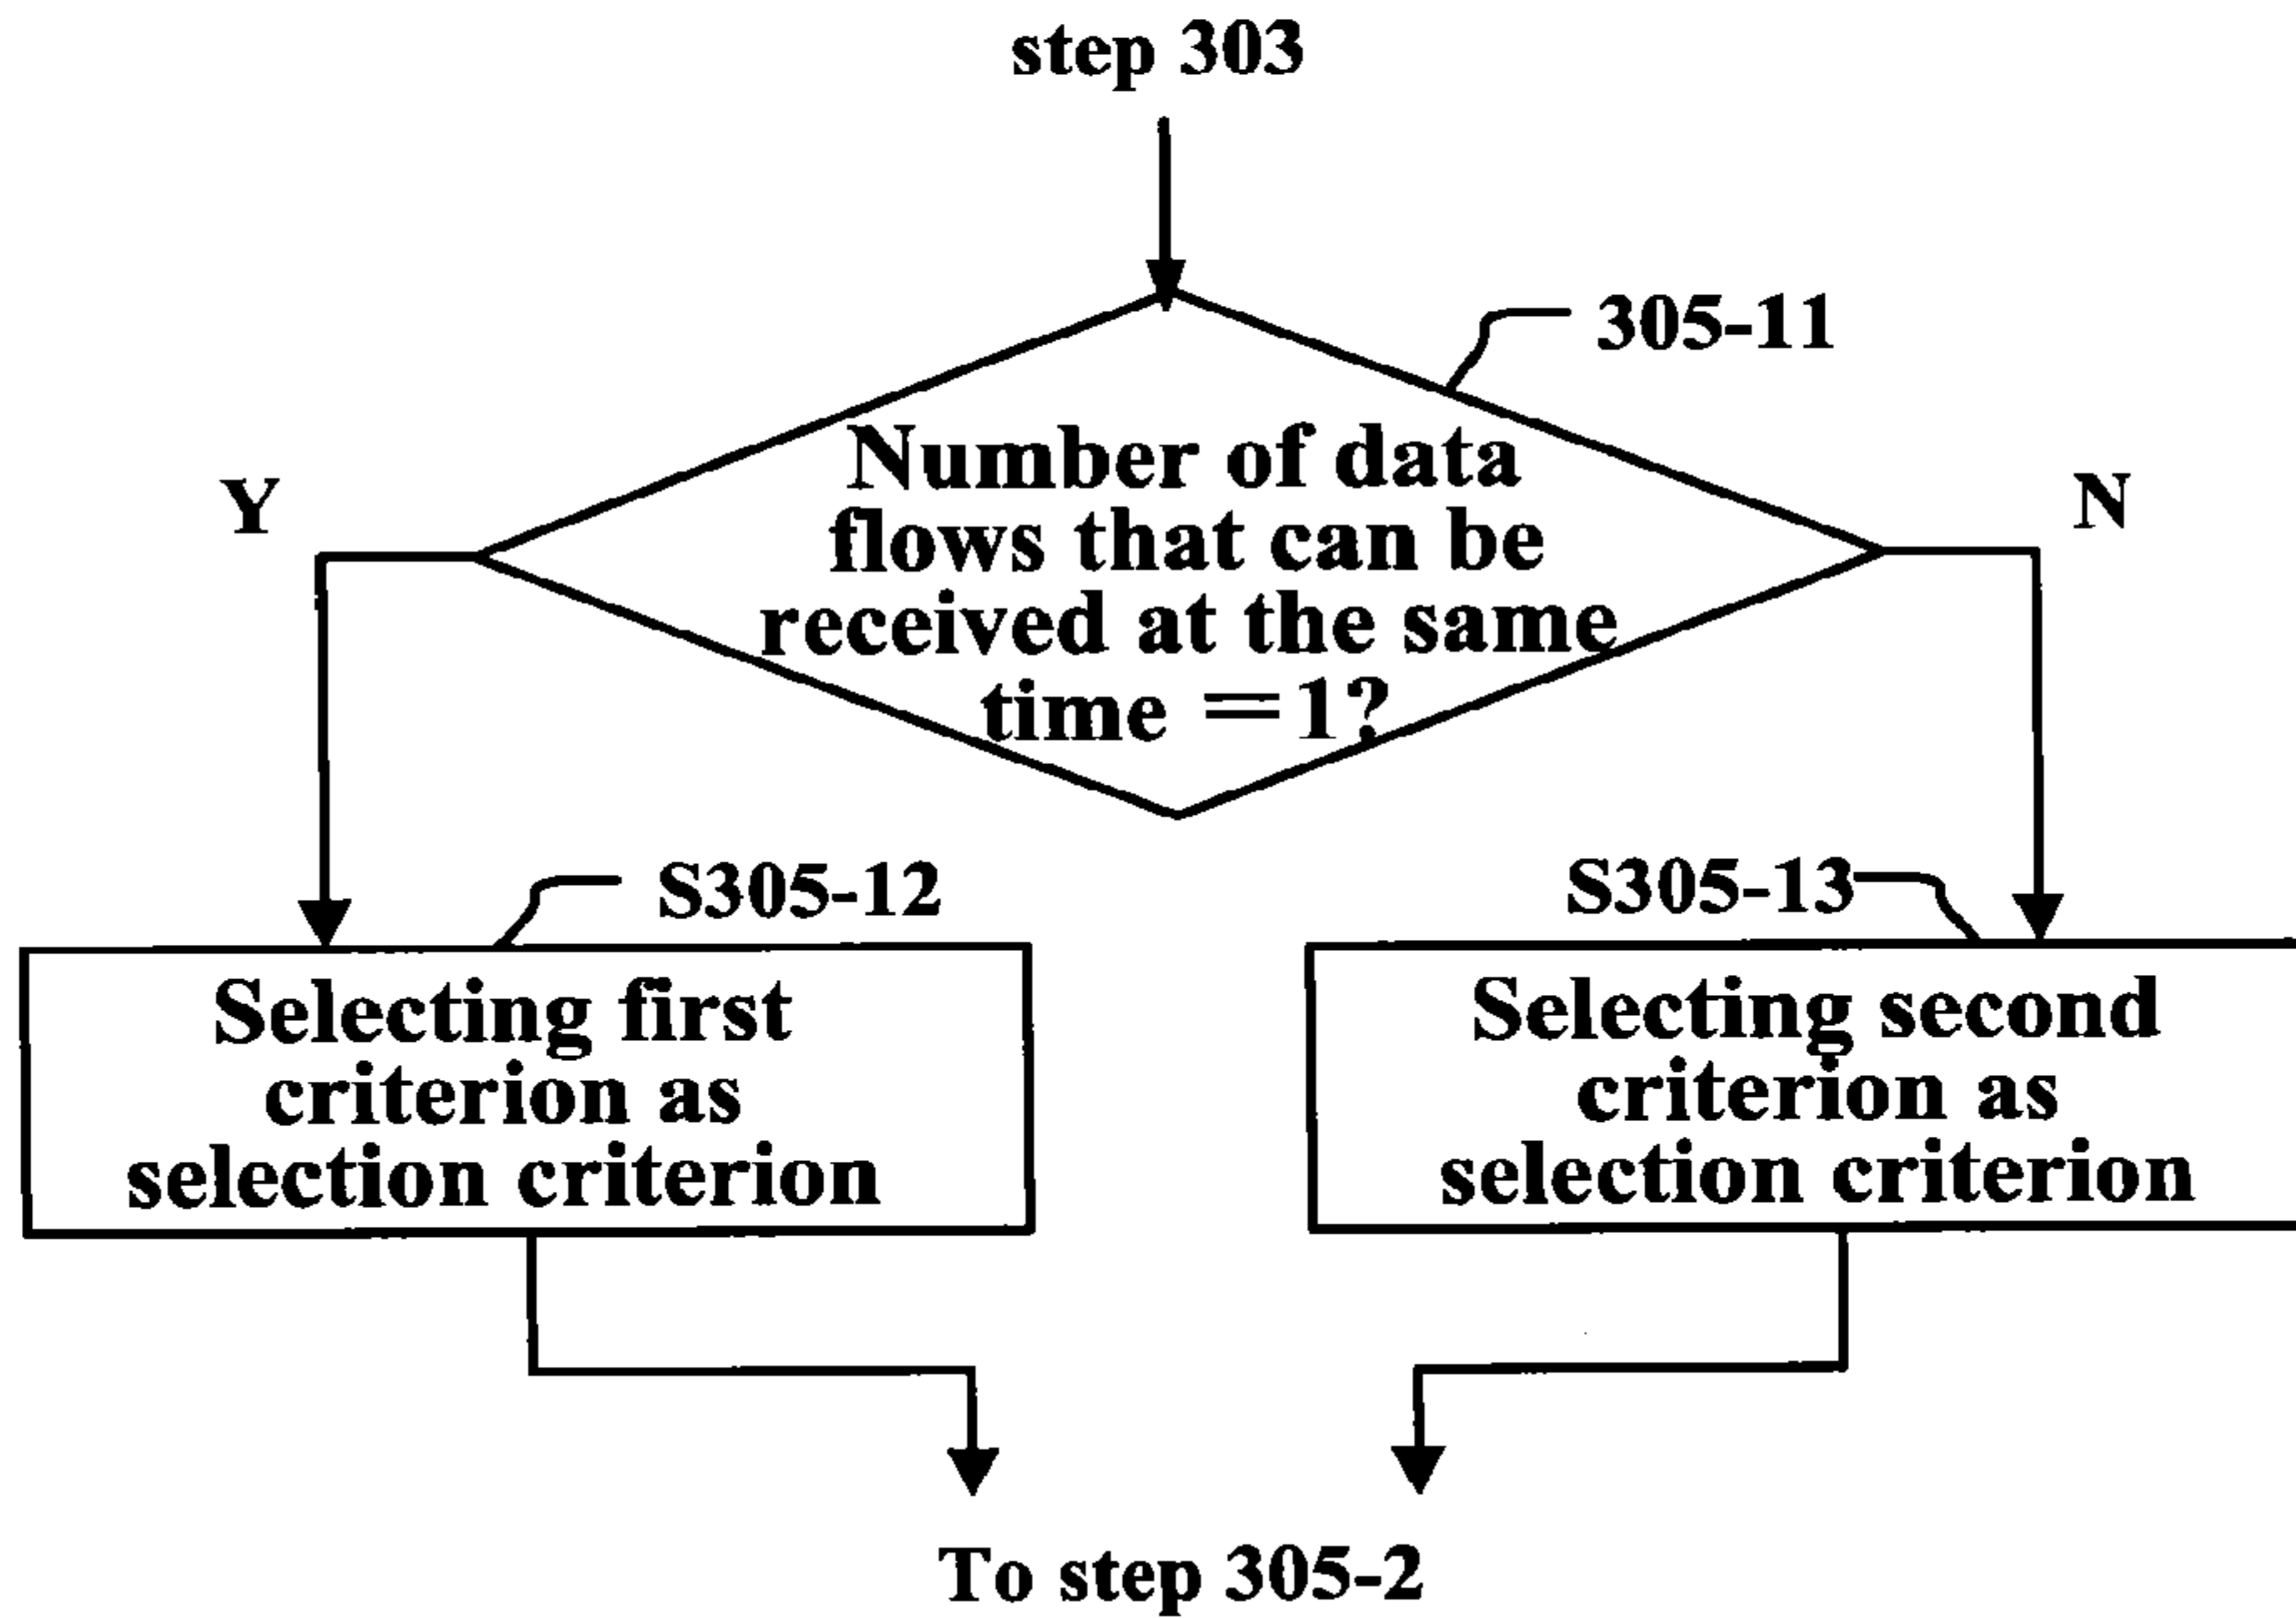 step 303
305-11
Number of data
flows that can be
received at the same
time =1?
Y
N
S305-12
S305-13
Selecting first
criterion as
selection criterion
Selecting second
criterion as
selection criterion
To step 305-2